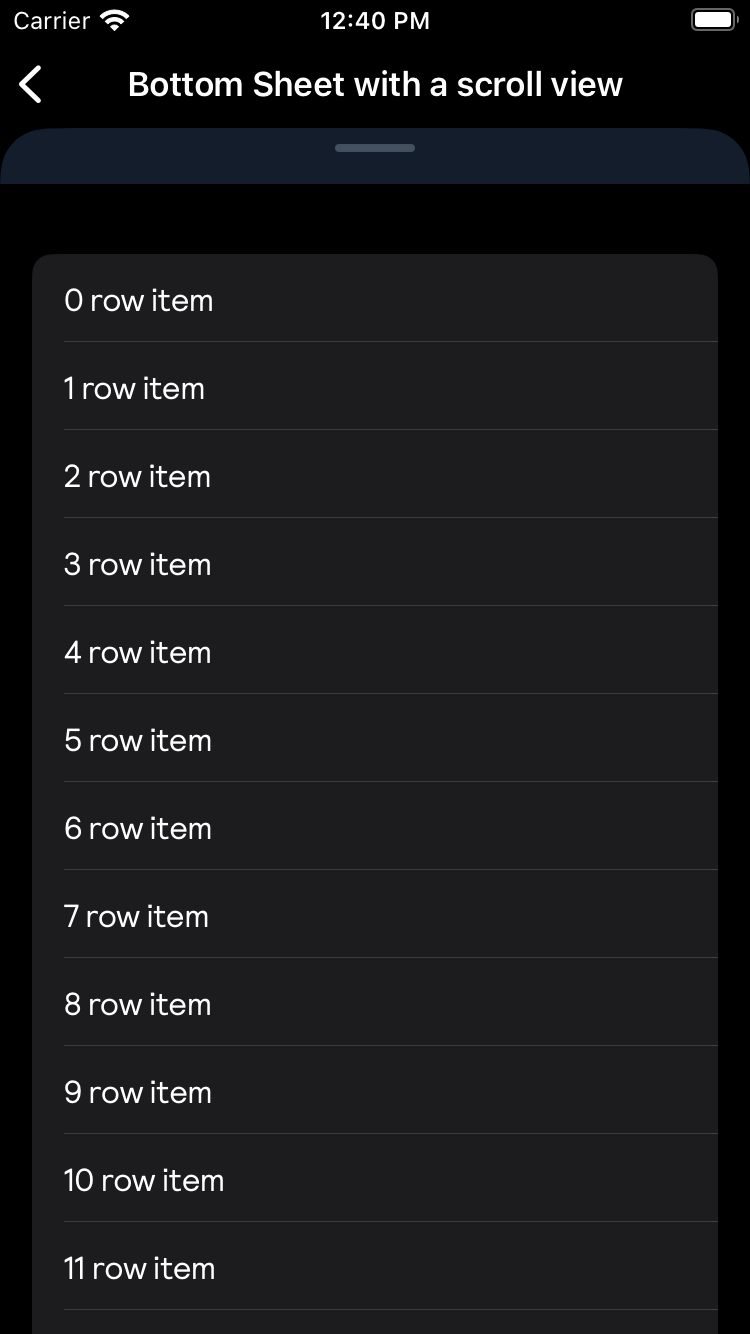 Carrier 12:40 PM
Bottom Sheet with a scroll view
0 row item
1 row item
2 row item
3 row item
4 row item
5 row item
6 row item
7 row item
8 row item
9 row item
10 row item
11 row item